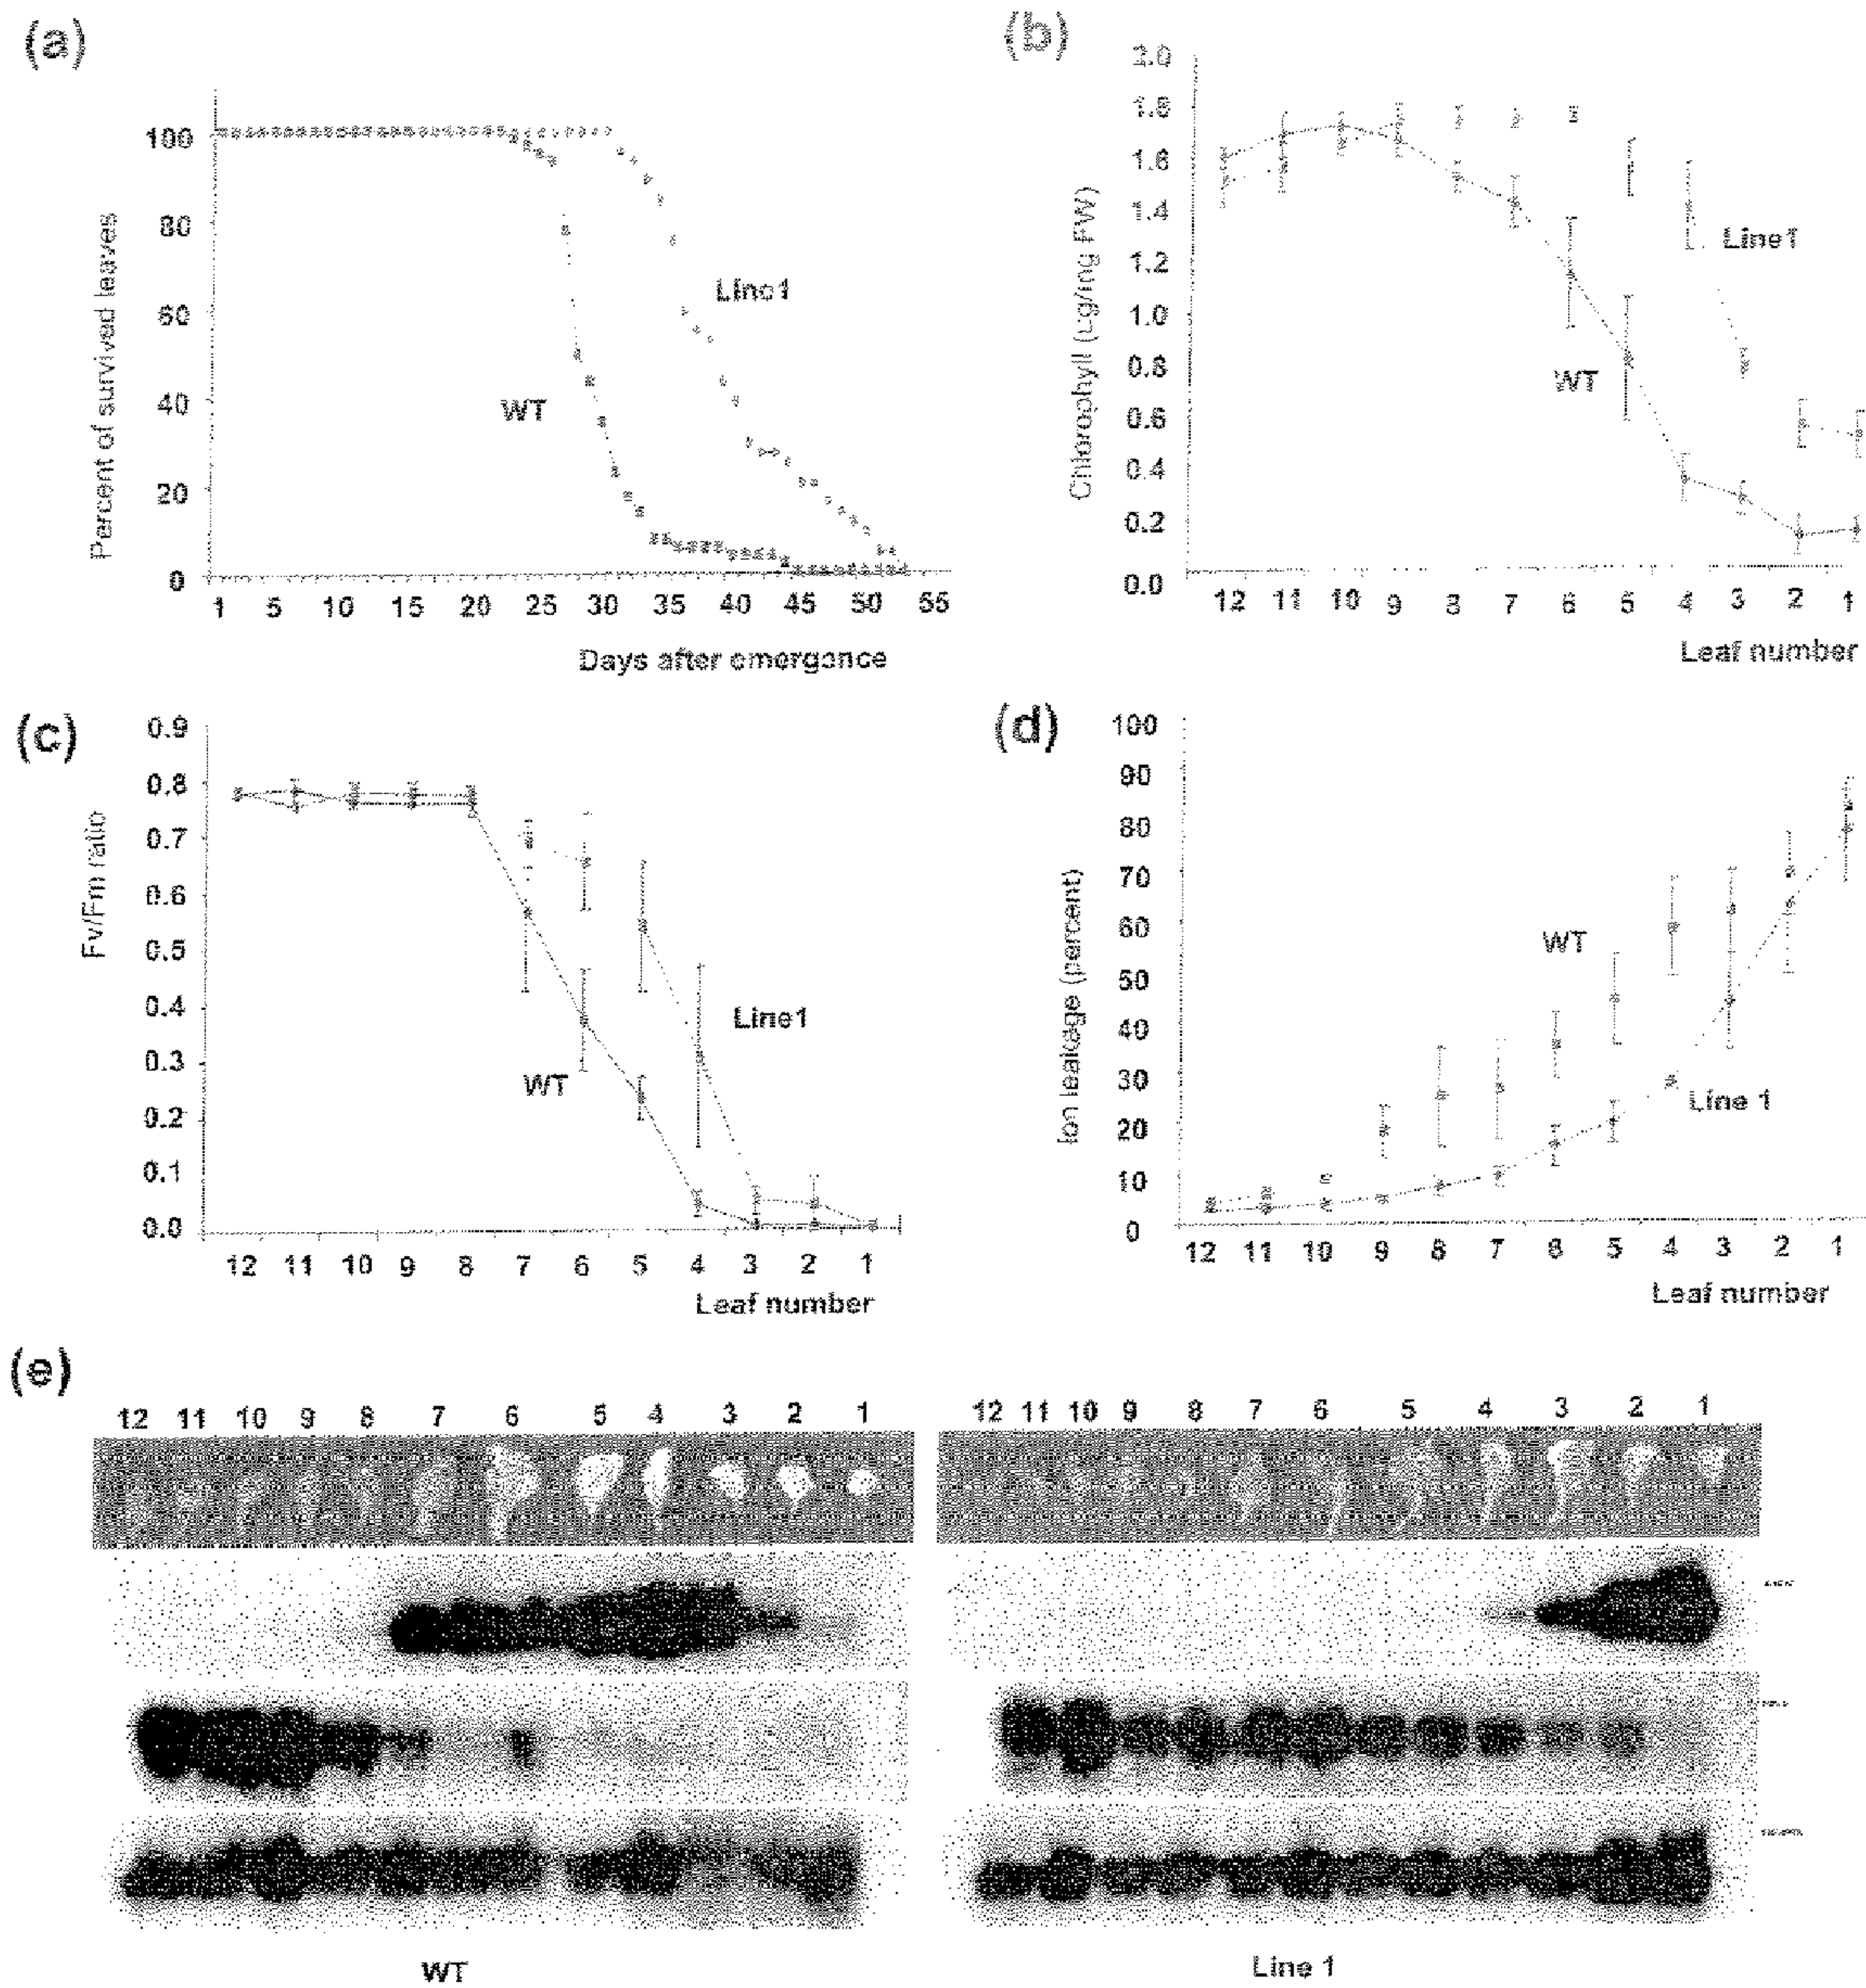 (a)
Percent of survived leaves
100
80
60
40
20
0
WT
Line1
1 5 10 15 20 25 30 35 40 45 50 55
Days after emergence
(b)
Chlorophyll (ug/mg FW)
2.0
1.8
1.6
1.4
1.2
1.0
0.8
0.6
0.4
0.2
0.0
Line1
WT
12 11 10 9 8 7 6 5 4 3 2 1
Leaf number
(c)
Fv/Fm ratio
0.9
0.8
0.7
0.6
0.5
0.4
0.3
0.2
0.1
0.0
Line1
WT
12 11 10 9 8 7 6 5 4 3 2 1
Leaf number
(d)
Ion leakage (percent)
100
90
80
70
60
50
40
30
20
10
0
WT
Line 1
12 11 10 9 8 7 6 5 4 3 2 1
Leaf number
(e)
12 11 10 9 8 7 6 5 4 3 2 1
12 11 10 9 8 7 6 5 4 3 2 1
WT
Line 1